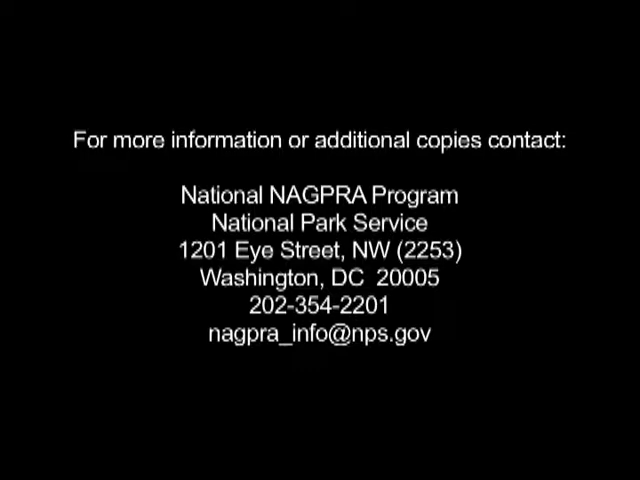 For more information or additional copies contact:
National NAGPRA Program
National Park Service
1201 Eye Street, NW (2253)
Washington, DC 20005
202-354-2201
nagpra_info@nps.gov